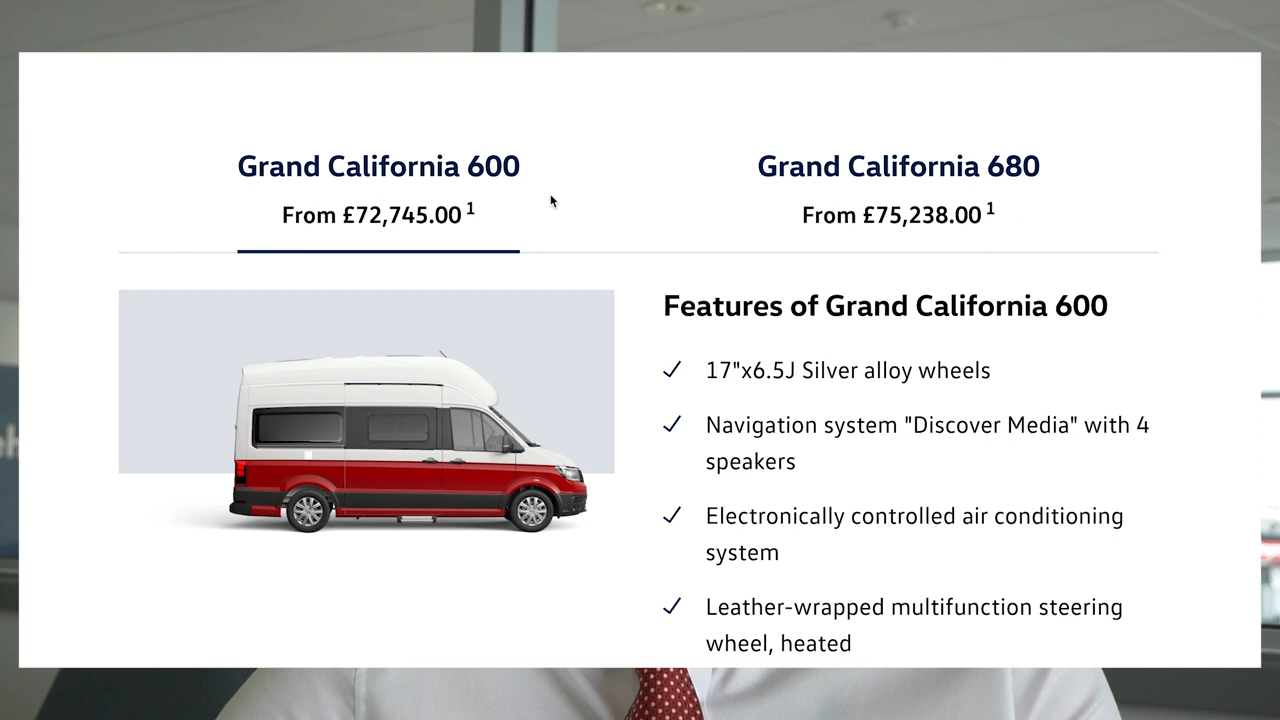 Grand California 600
From £72,745.00 1
Grand California 680
From £75,238.00 1
Features of Grand California 600
17"x6.5J Silver alloy wheels
Navigation system "Discover Media" with 4
speakers
Electronically controlled air conditioning
system
Leather-wrapped multifunction steering
wheel, heated